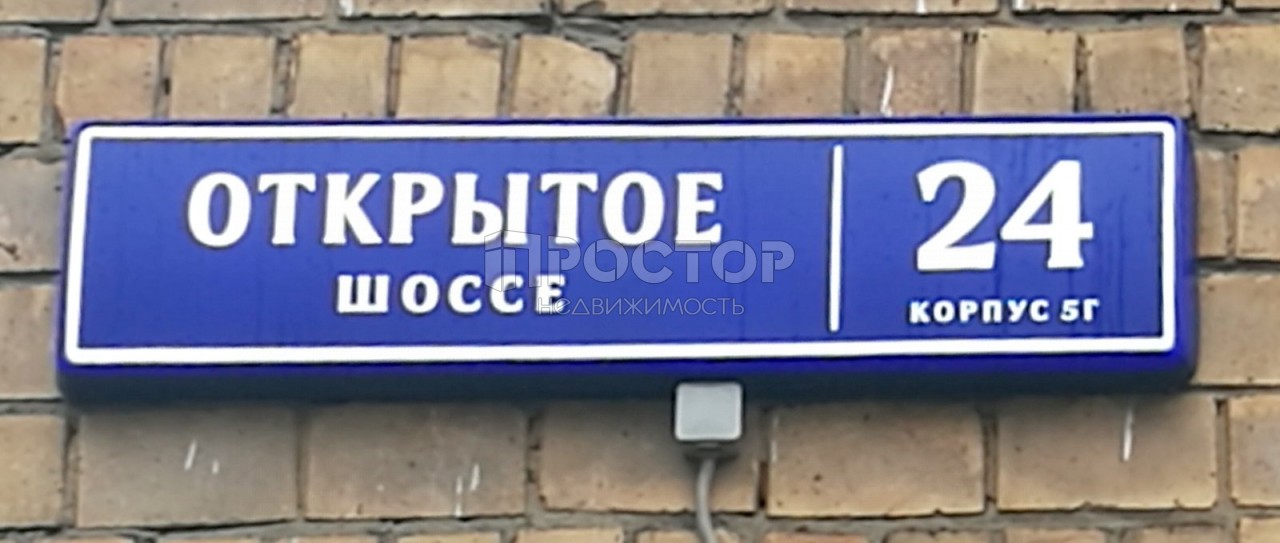 ОТКРЫТОЕ
ШОССЕ
24
КОРПУС 5Г
ПРОСТОР
НЕДВИЖИМОСТЬ